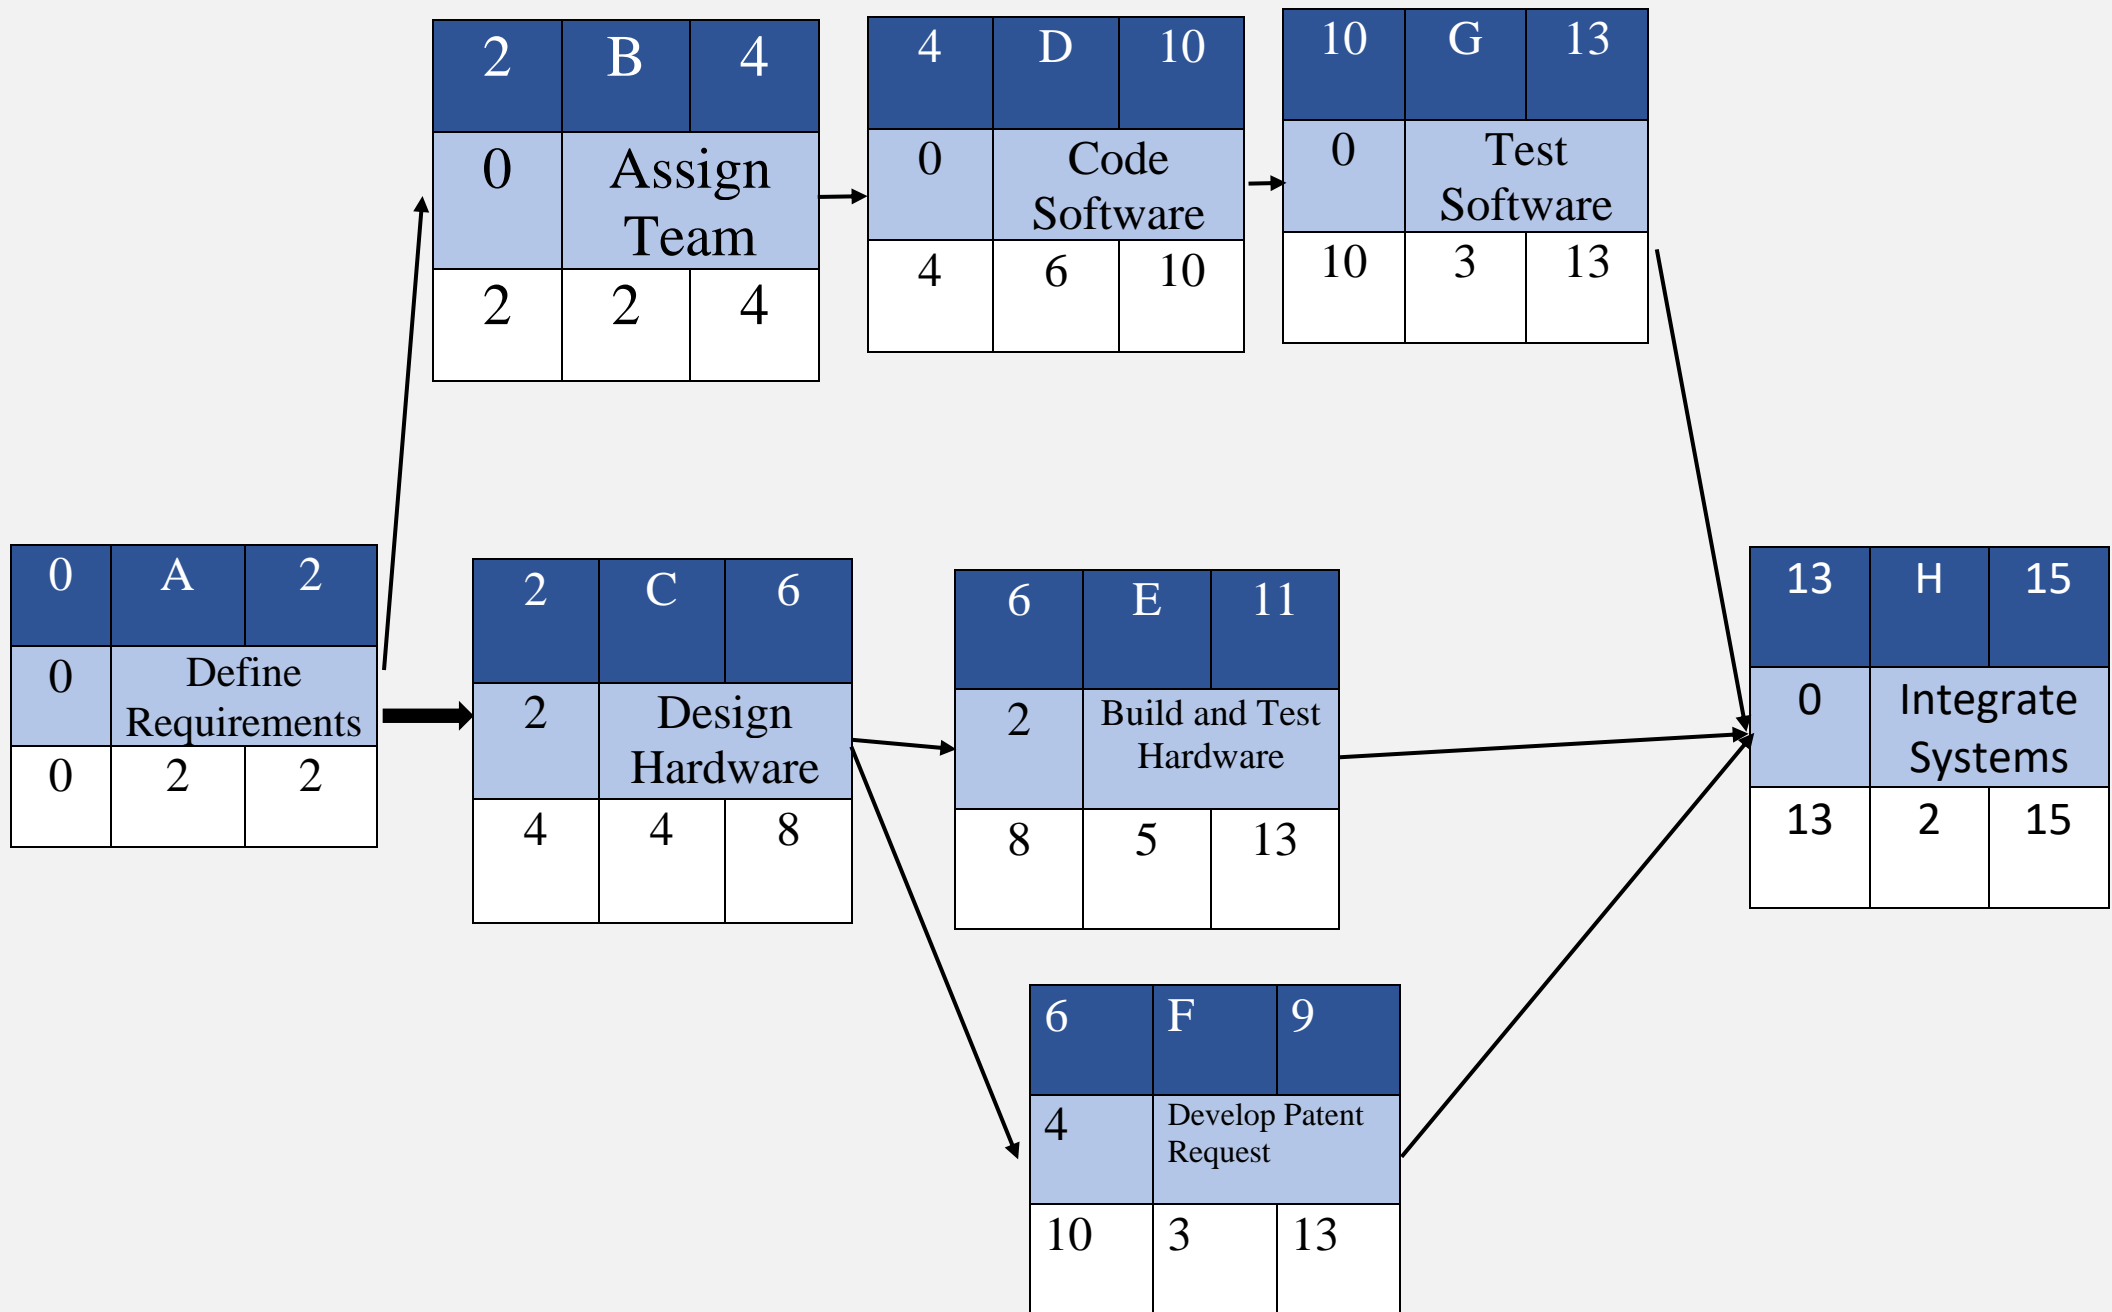 2 B 4
0 Assign
Team
2 2 4
4 D 10
0 Code
Software
4 6 10
10 G 13
0 Test
Software
10 3 13
0 A 2
0 Define
Requirements
0 2 2
2 C 6
2 Design
Hardware
4 4 8
6 E 11
2 Build and Test
Hardware
8 5 13
13 H 15
0 Integrate
Systems
13 2 15
6 F 9
4 Develop Patent
Request
10 3 13